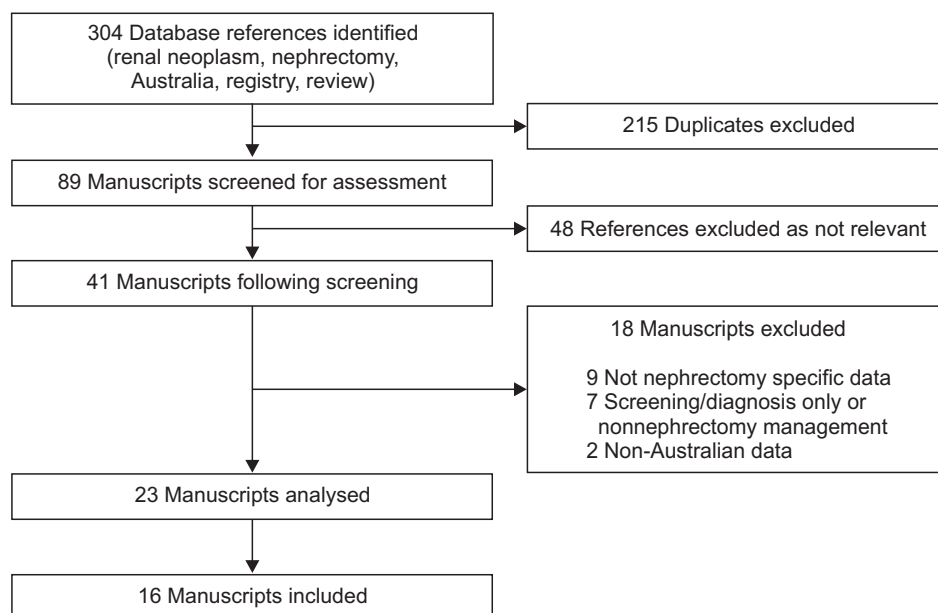 304 Database references identified
(renal neoplasm, nephrectomy,
Australia, registry, review)
215 Duplicates excluded
89 Manuscripts screened for assessment
48 References excluded as not relevant
41 Manuscripts following screening
18 Manuscripts excluded
9 Not nephrectomy specific data
7 Screening/diagnosis only or
nonnephrectomy management
2 Non-Australian data
23 Manuscripts analysed
16 Manuscripts included